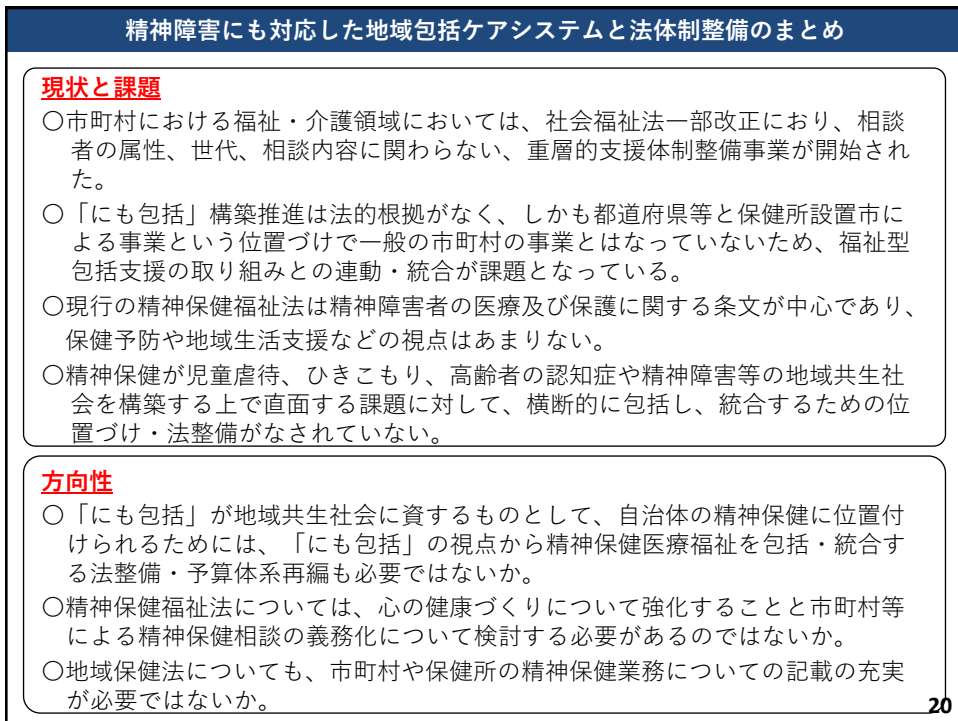 精神障害にも対応した地域包括ケアシステムと法体制整備のまとめ
現状と課題
〇市町村における福祉・介護領域においては、社会福祉法一部改正におり、相談
者の属性、世代、相談内容に関わらない、重層的支援体制整備事業が開始され
た。
〇「にも包括」構築推進は法的根拠がなく、しかも都道府県等と保健所設置市に
よる事業という位置づけで一般の市町村の事業とはなっていないため、福祉型
包括支援の取り組みとの連動・統合が課題となっている。
〇現行の精神保健福祉法は精神障害者の医療及び保護に関する条文が中心であり、
保健予防や地域生活支援などの視点はあまりない。
〇精神保健が児童虐待、ひきこもり、高齢者の認知症や精神障害等の地域共生社
会を構築する上で直面する課題に対して、横断的に包括し、統合するための位
置づけ・法整備がなされていない。
方向性
〇「にも包括」が地域共生社会に資するものとして、自治体の精神保健に位置付
けられるためには、「にも包括」の視点から精神保健医療福祉を包括・統合す
る法整備・予算体系再編も必要ではないか。
〇精神保健福祉法については、心の健康づくりについて強化することと市町村等
による精神保健相談の義務化について検討する必要があるのではないか。
〇地域保健法についても、市町村や保健所の精神保健業務についての記載の充実
が必要ではないか。
20